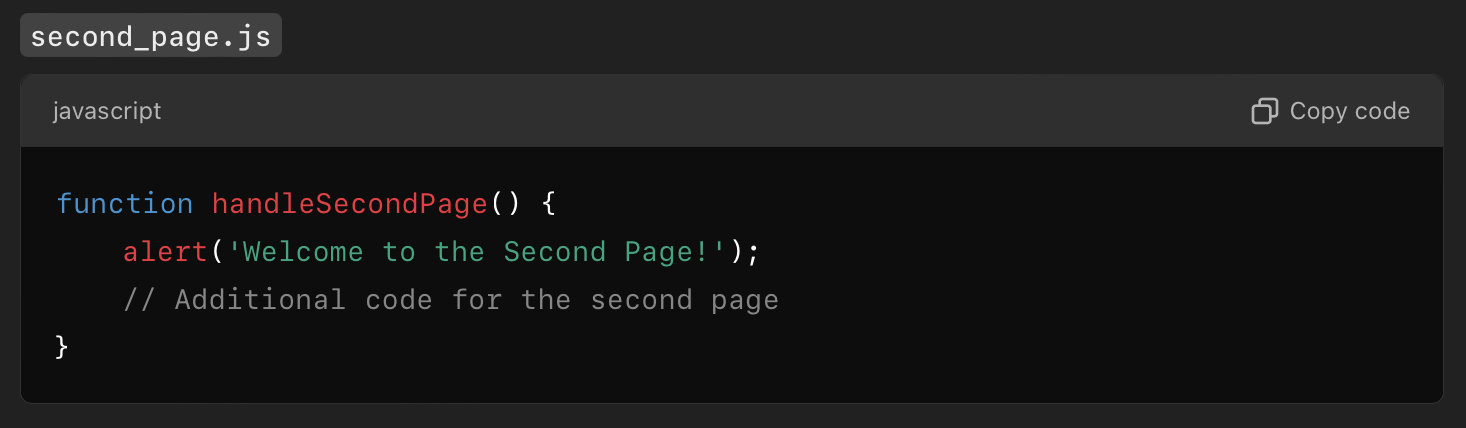 second_page.js
javascript
Copy code
function handleSecondPage() {
    alert('Welcome to the Second Page!');
    // Additional code for the second page
}